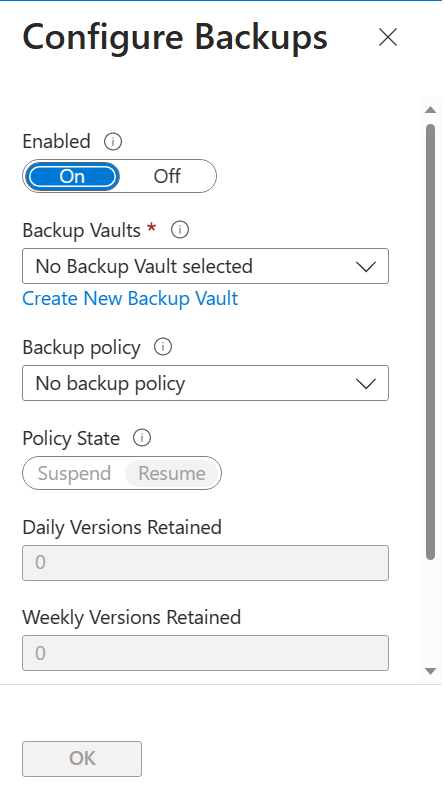 Configure Backups
Enabled
On Off
Backup Vaults *
No Backup Vault selected
Create New Backup Vault
Backup policy
No backup policy
Policy State
Suspend Resume
Daily Versions Retained
0
Weekly Versions Retained
0
OK